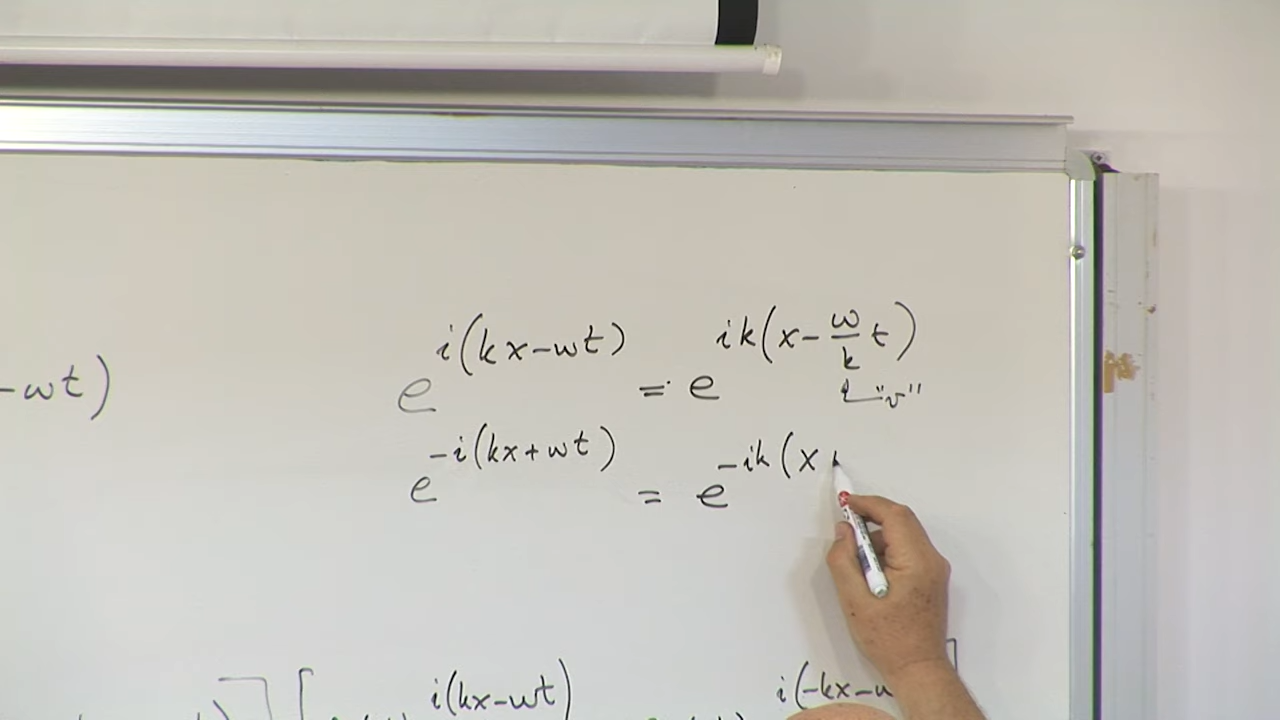 e^{i(kx-ωt)} = e^{ik(x-\frac{ω}{k}t)}
"v"
-ωt)
e^{-i(kx+ωt)} = e^{-ik(x
i(kx-ωt) i(-kx-